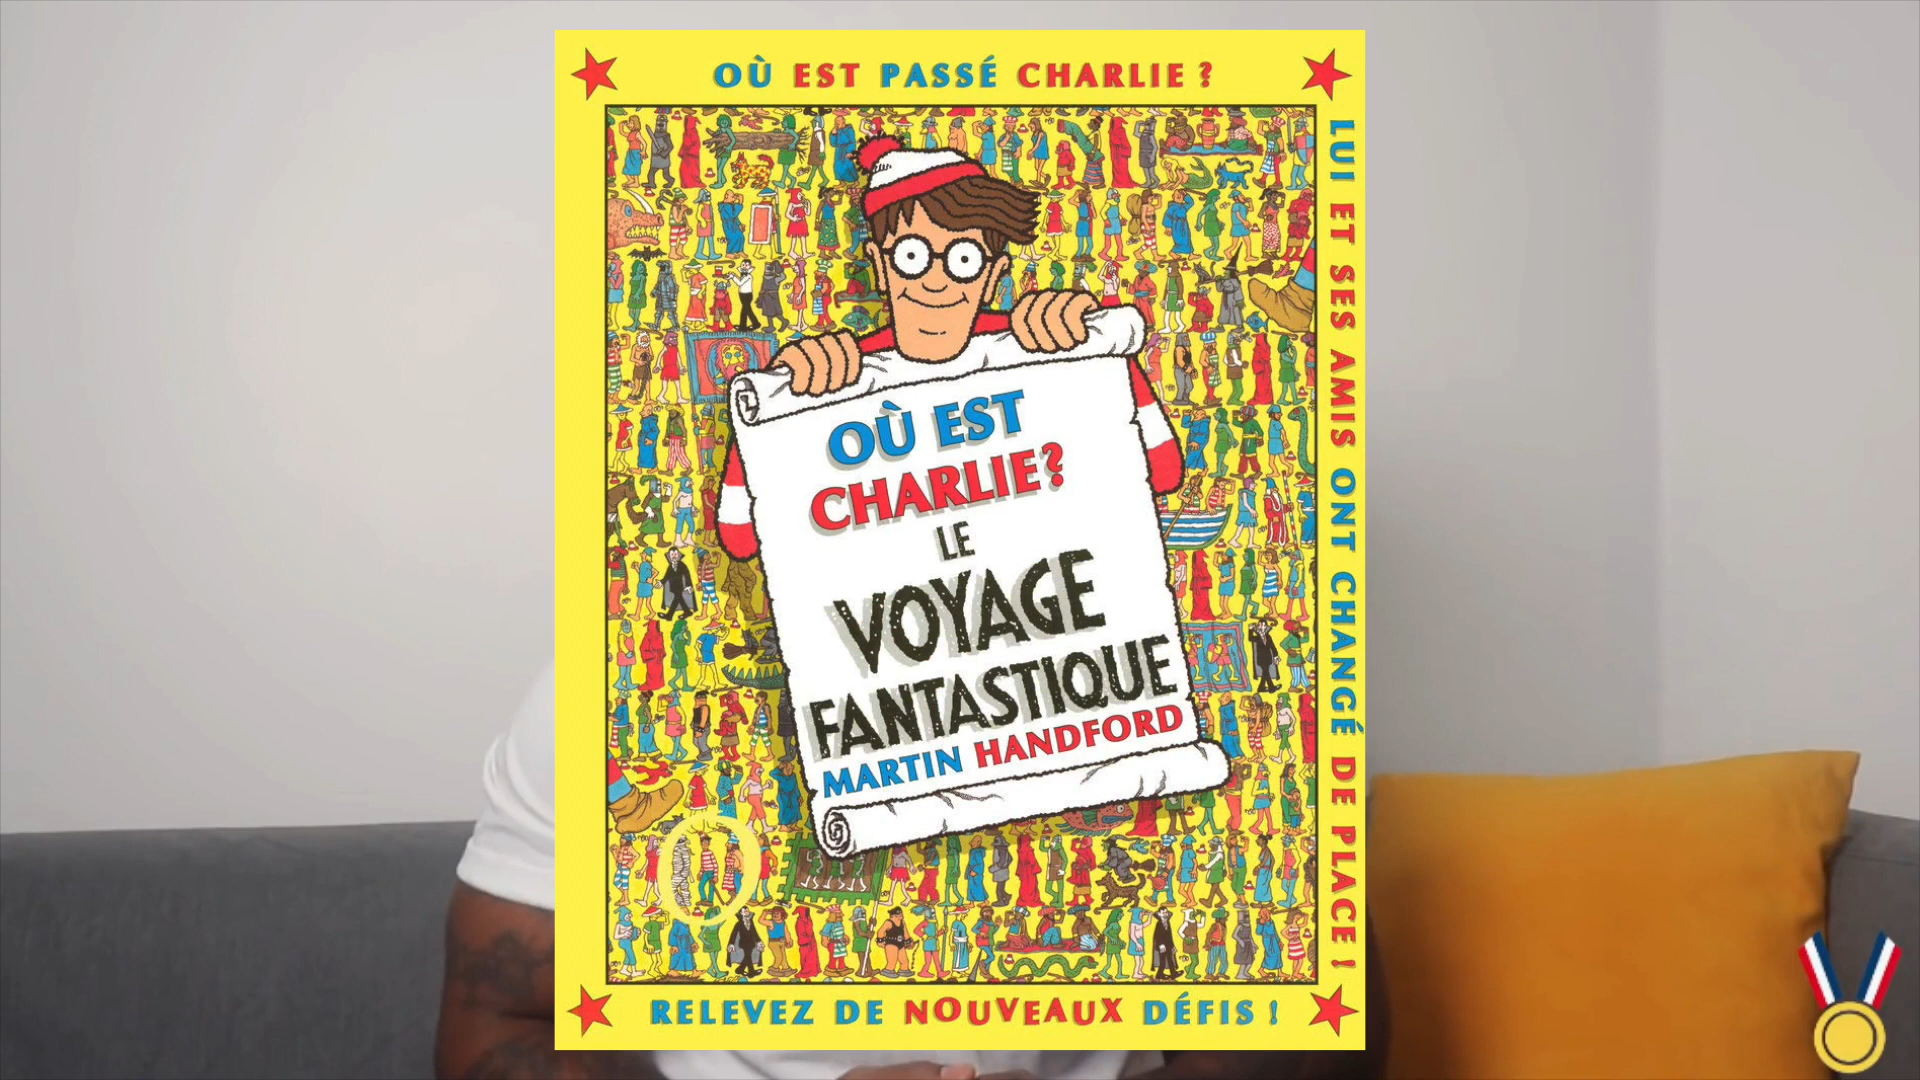 OÙ EST PASSÉ CHARLIE ?
LUI ET SES AMIS ONT CHANGÉ DE PLACE !
OÙ EST
CHARLIE?
LE
VOYAGE
FANTASTIQUE
MARTIN HANDFORD
RELEVEZ DE NOUVEAUX DÉFIS !